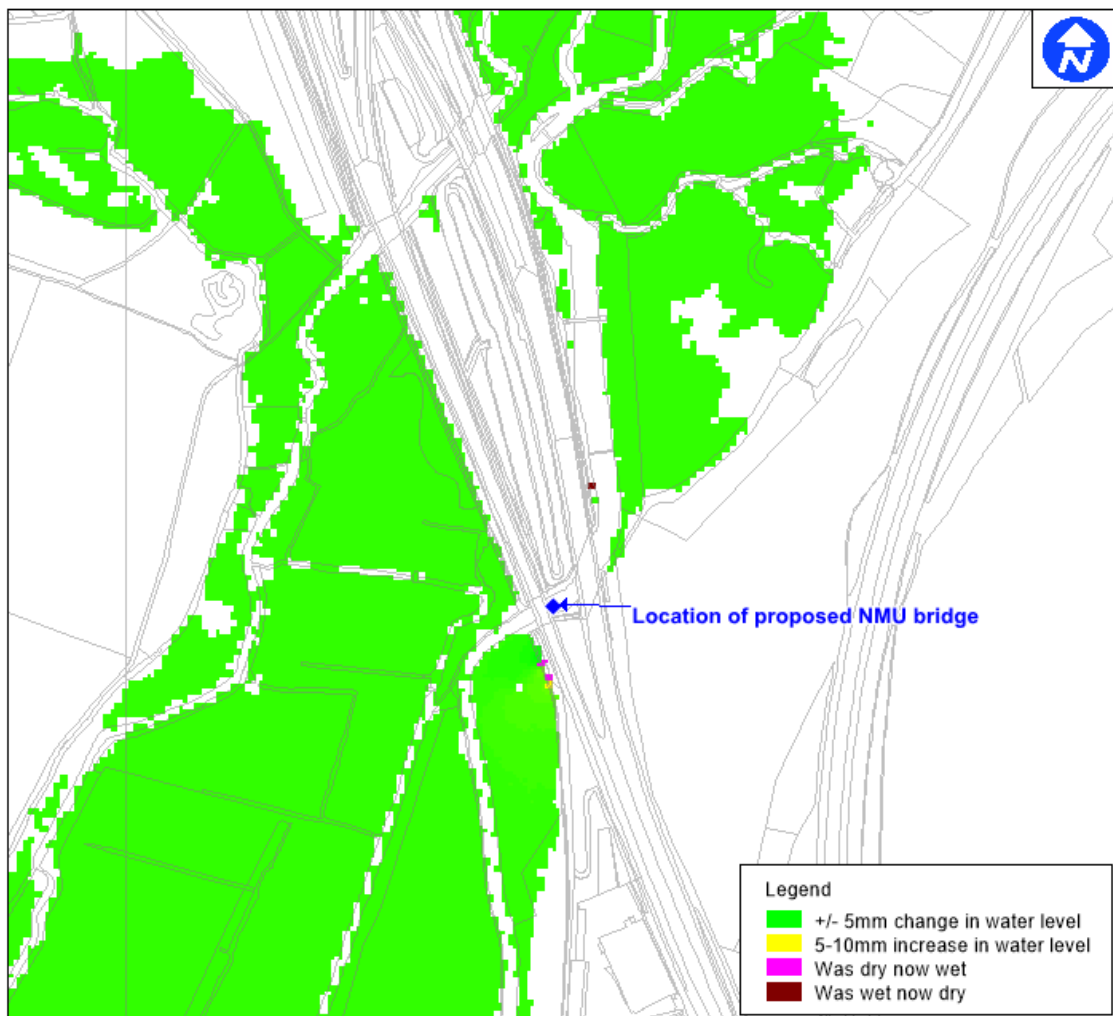 N
Location of proposed NMU bridge
Legend
+/- 5mm change in water level
5-10mm increase in water level
Was dry now wet
Was wet now dry